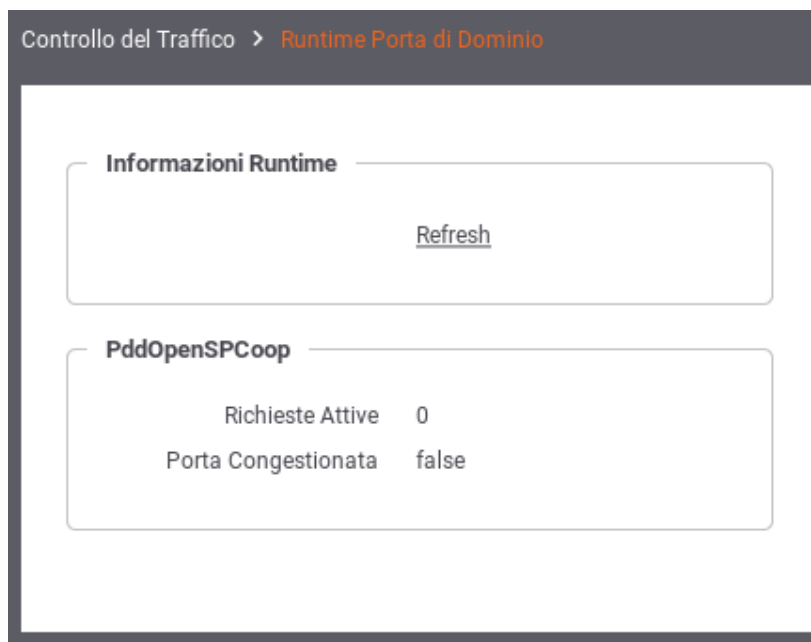 Controllo del Traffico > Runtime Porta di Dominio
Informazioni Runtime
Refresh
PddOpenSPCoop
Richieste Attive 0
Porta Congestionata false